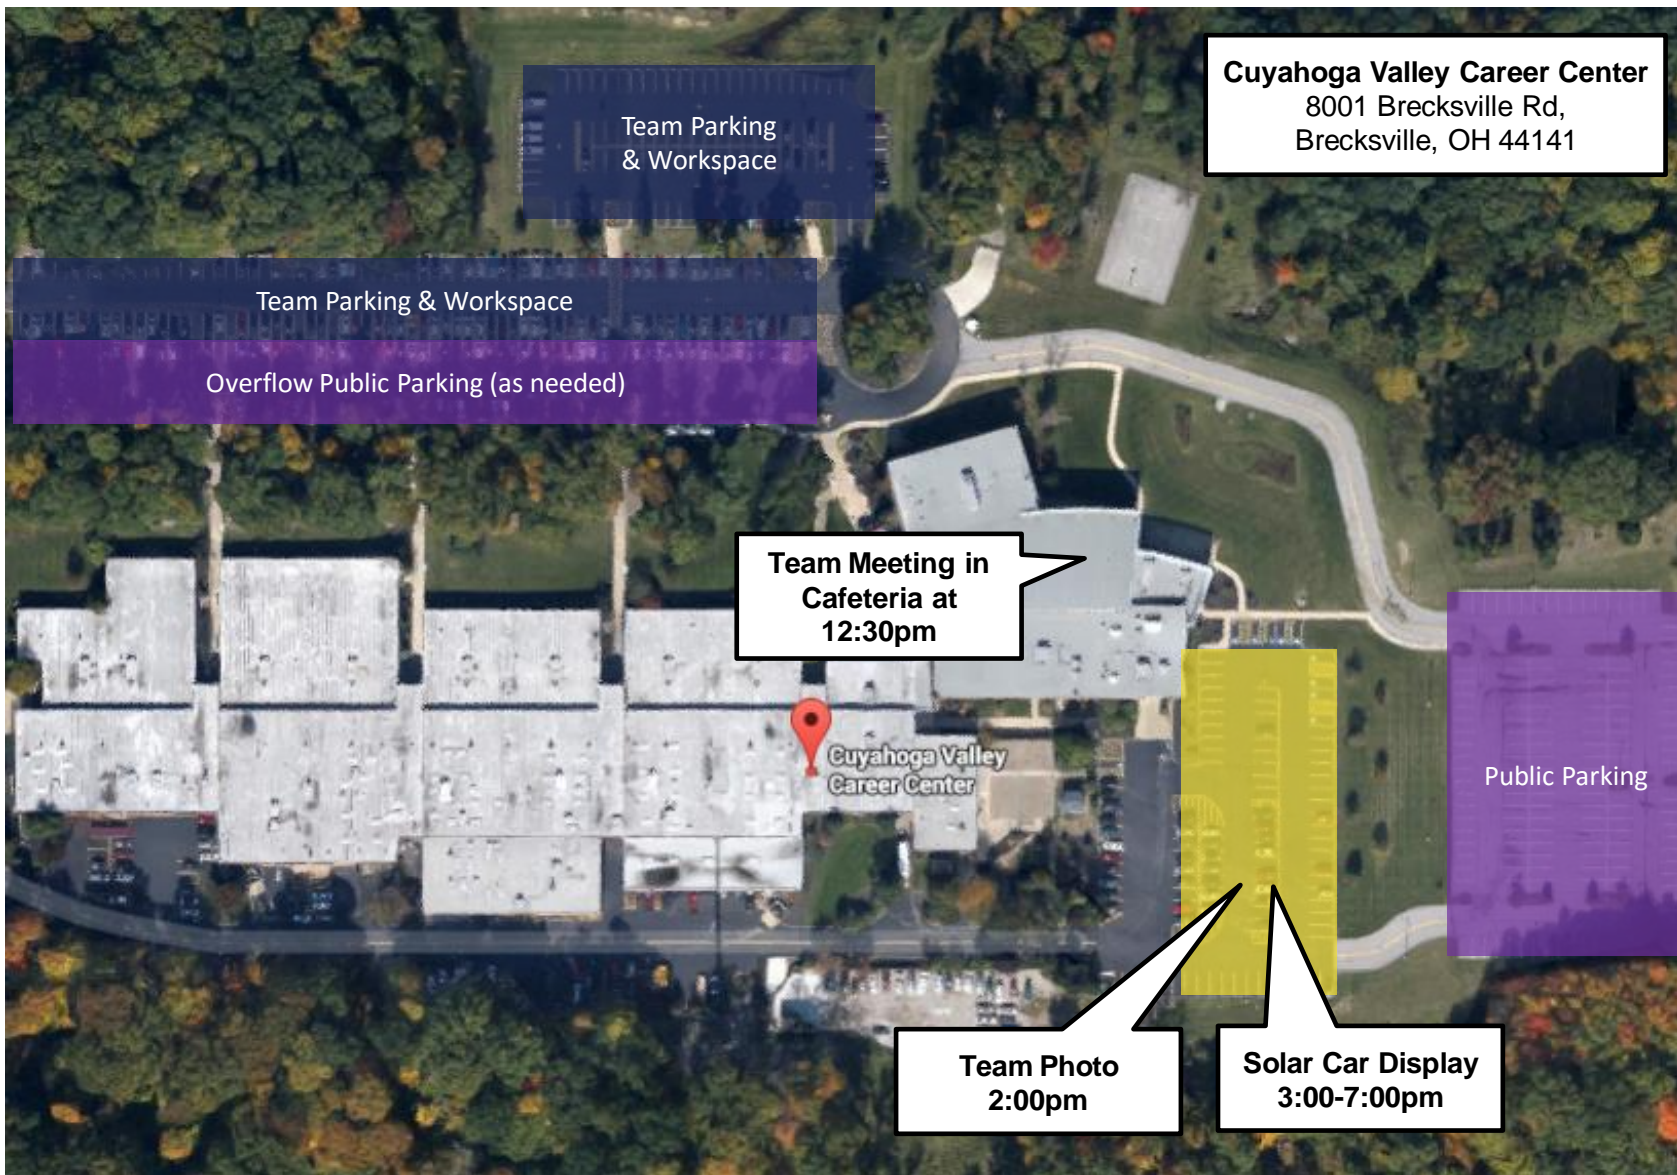 Cuyahoga Valley Career Center
8001 Brecksville Rd,
Brecksville, OH 44141
Team Parking
& Workspace
Team Parking & Workspace
Overflow Public Parking (as needed)
Team Meeting in
Cafeteria at
12:30pm
Cuyahoga Valley
Career Center
Public Parking
Team Photo
2:00pm
Solar Car Display
3:00-7:00pm